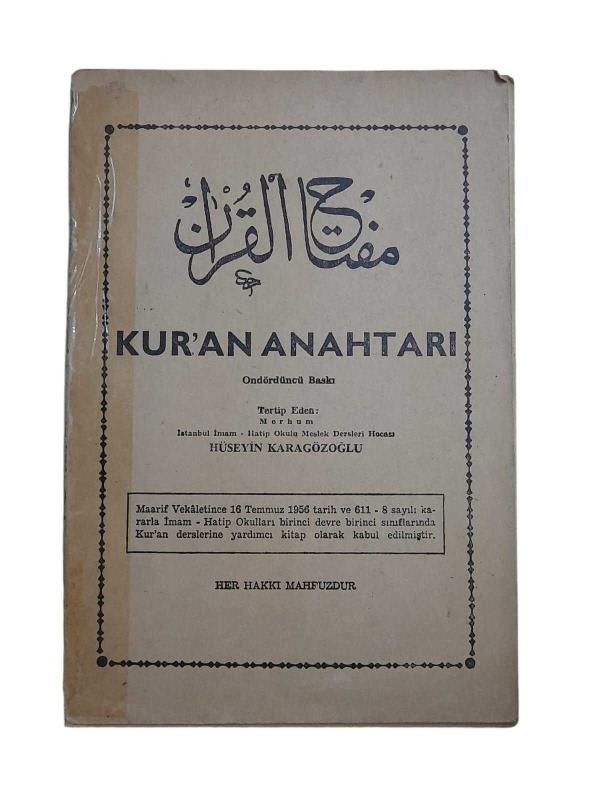 مفتاح القرآن
KUR'AN ANAHTARI
Ondördüncü Baskı
Tertip Eden:
Merhum
İstanbul İmam - Hatip Okulu Meslek Dersleri Hocası
HÜSEYİN KARAGÖZOĞLU
Maarif Vekâletince 16 Temmuz 1956 tarih ve 611 - 8 sayılı ka-
rarla İmam - Hatip Okulları birinci devre birinci sınıflarında
Kur'an derslerine yardımcı kitap olarak kabul edilmiştir.
HER HAKKI MAHFUZDUR